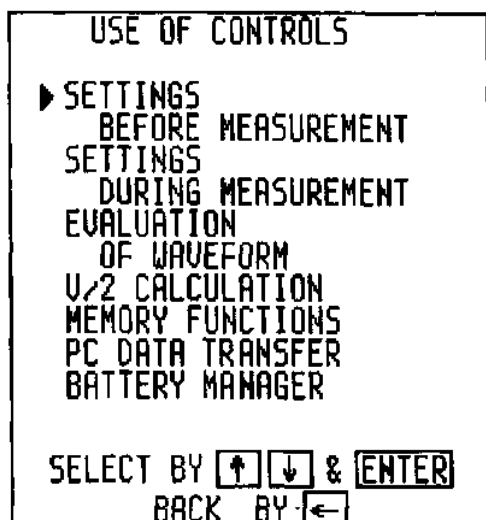 USE OF CONTROLS
▶ SETTINGS
BEFORE MEASUREMENT
SETTINGS
DURING MEASUREMENT
EVALUATION
OF WAVEFORM
V/2 CALCULATION
MEMORY FUNCTIONS
PC DATA TRANSFER
BATTERY MANAGER
SELECT BY ↑ ↓ & ENTER
BACK BY ←